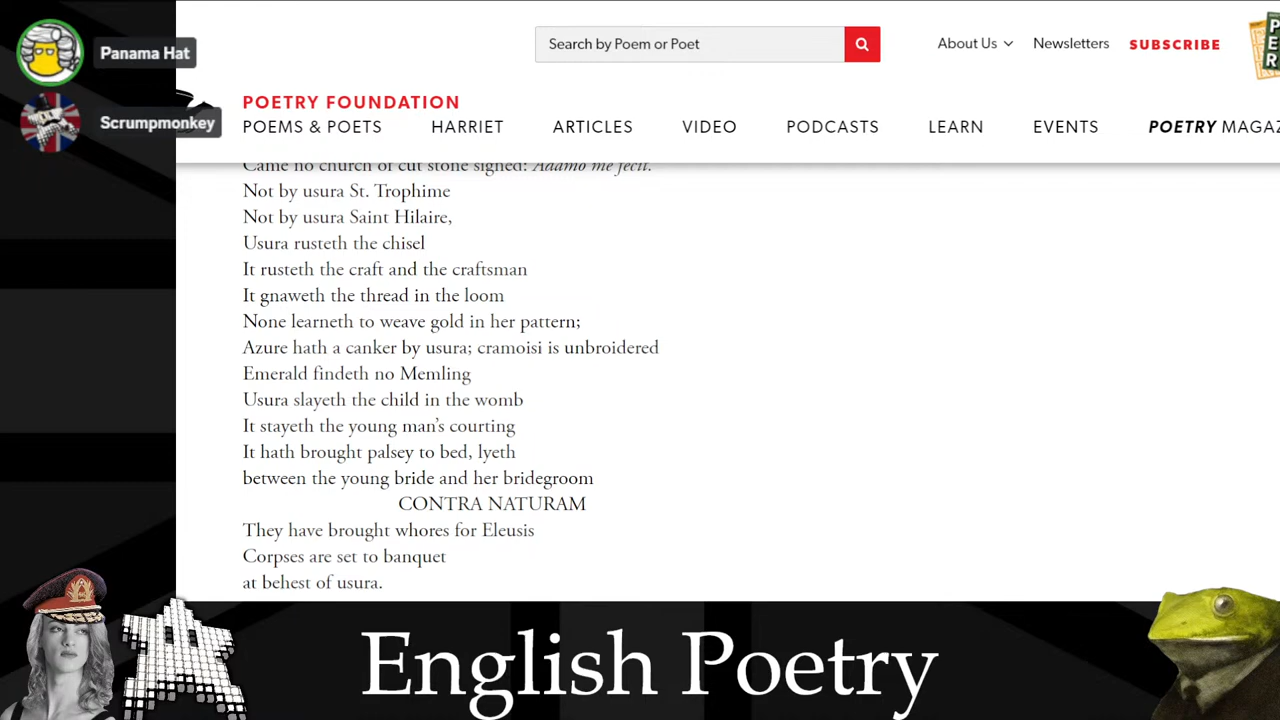 Panama Hat
Scrumpmonkey
Search by Poem or Poet
About Us
Newsletters
SUBSCRIBE
POETRY FOUNDATION
POEMS & POETS
HARRIET
ARTICLES
VIDEO
PODCASTS
LEARN
EVENTS
POETRY MAGAZ
Came no church of cut stone signed: Adamo me fecit.
Not by usura St. Trophime
Not by usura Saint Hilaire,
Usura rusteth the chisel
It rusteth the craft and the craftsman
It gnaweth the thread in the loom
None learneth to weave gold in her pattern;
Azure hath a canker by usura; cramoisi is unbroidered
Emerald findeth no Memling
Usura slayeth the child in the womb
It stayeth the young man's courting
It hath brought palsey to bed, lyeth
between the young bride and her bridegroom
CONTRA NATURAM
They have brought whores for Eleusis
Corpses are set to banquet
at behest of usura.
English Poetry